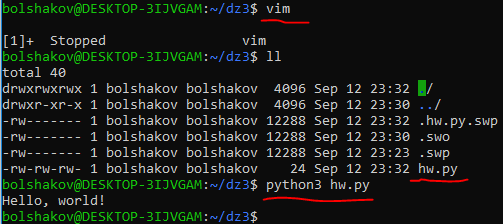 bolshakov@DESKTOP-3IJVGAM:~/dz3$ vim
[1]+  Stopped                 vim
bolshakov@DESKTOP-3IJVGAM:~/dz3$ ll
total 40
drwxrwxrwx 1 bolshakov bolshakov  4096 Sep 12 23:32 ./
drwxr-xr-x 1 bolshakov bolshakov  4096 Sep 12 23:30 ../
-rw------- 1 bolshakov bolshakov 12288 Sep 12 23:32 .hw.py.swp
-rw------- 1 bolshakov bolshakov 12288 Sep 12 23:30 .swo
-rw------- 1 bolshakov bolshakov 12288 Sep 12 23:23 .swp
-rw-rw-rw- 1 bolshakov bolshakov    24 Sep 12 23:32 hw.py
bolshakov@DESKTOP-3IJVGAM:~/dz3$ python3 hw.py
Hello, world!
bolshakov@DESKTOP-3IJVGAM:~/dz3$